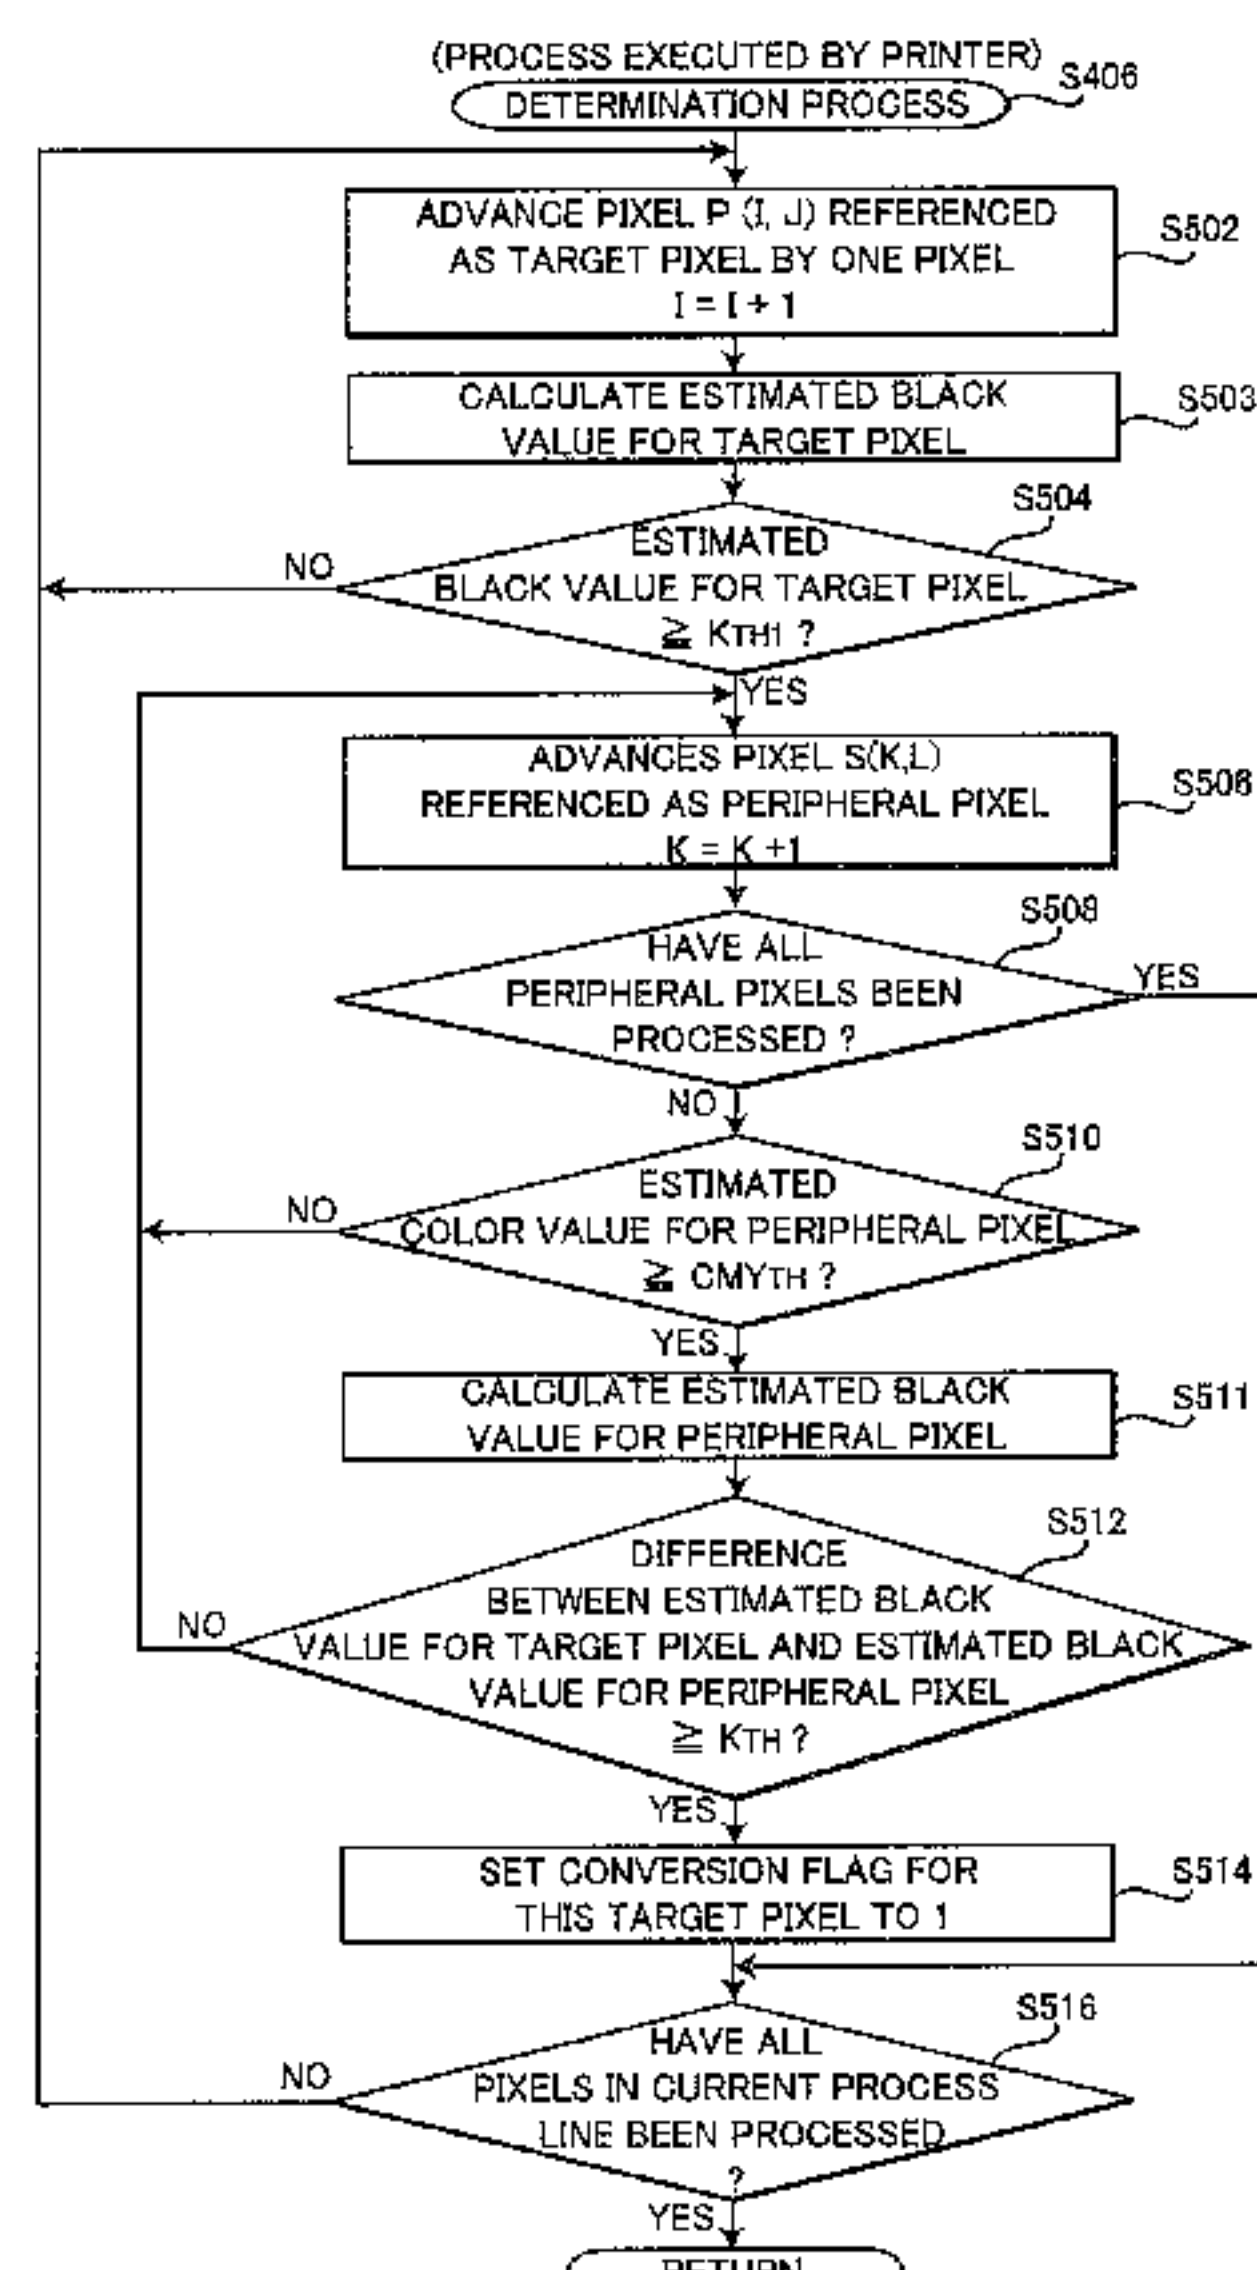 (PROCESS EXECUTED BY PRINTER)
S406
DETERMINATION PROCESS
ADVANCE PIXEL P (I, J) REFERENCED
AS TARGET PIXEL BY ONE PIXEL
I = I + 1
S502
CALCULATE ESTIMATED BLACK
VALUE FOR TARGET PIXEL
S503
S504
ESTIMATED
BLACK VALUE FOR TARGET PIXEL
≧ KTH1 ?
NO
YES
ADVANCES PIXEL S(K,L)
REFERENCED AS PERIPHERAL PIXEL
K = K +1
S506
S508
HAVE ALL
PERIPHERAL PIXELS BEEN
PROCESSED ?
YES
NO
S510
ESTIMATED
COLOR VALUE FOR PERIPHERAL PIXEL
≧ CMYTH ?
NO
YES
CALCULATE ESTIMATED BLACK
VALUE FOR PERIPHERAL PIXEL
S511
S512
DIFFERENCE
BETWEEN ESTIMATED BLACK
VALUE FOR TARGET PIXEL AND ESTIMATED BLACK
VALUE FOR PERIPHERAL PIXEL
≧ KTH ?
NO
YES
SET CONVERSION FLAG FOR
THIS TARGET PIXEL TO 1
S514
S516
HAVE ALL
PIXELS IN CURRENT PROCESS
LINE BEEN PROCESSED
?
NO
YES
RETURN